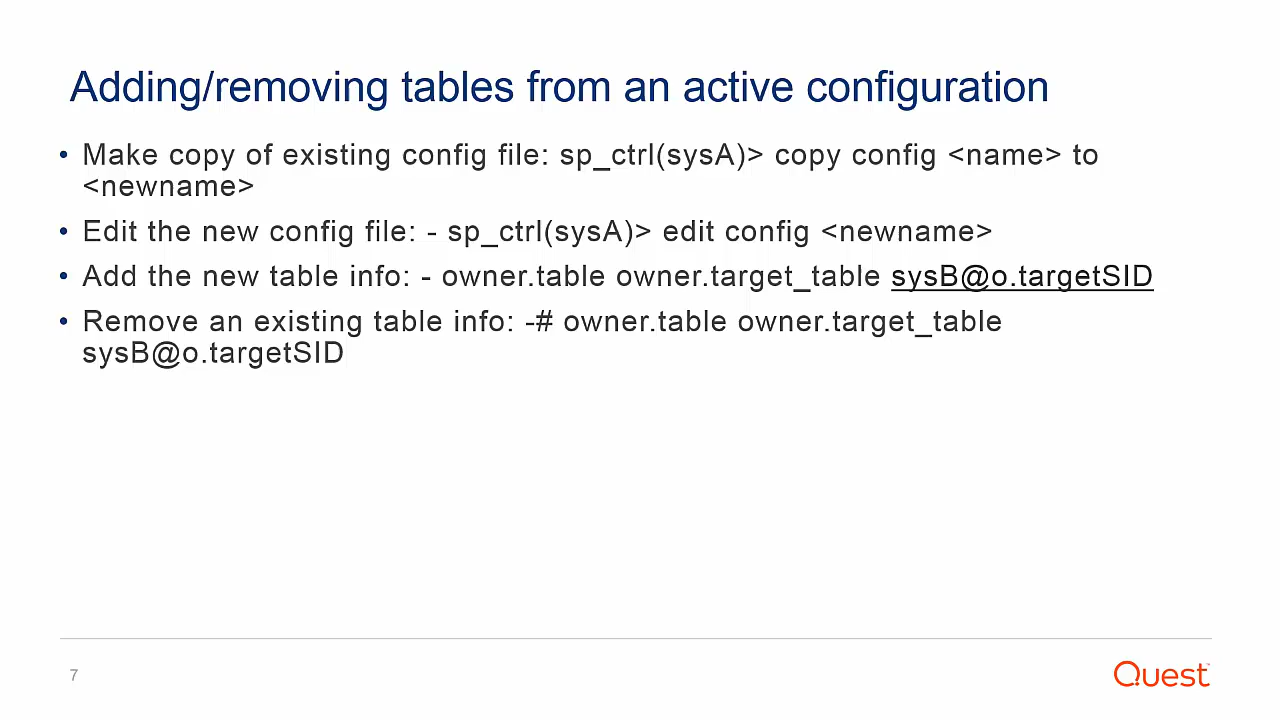 Adding/removing tables from an active configuration
• Make copy of existing config file: sp_ctrl(sysA)> copy config <name> to
<newname>
• Edit the new config file: - sp_ctrl(sysA)> edit config <newname>
• Add the new table info: - owner.table owner.target_table sysB@o.targetSID
• Remove an existing table info: -# owner.table owner.target_table
sysB@o.targetSID
7
Quest